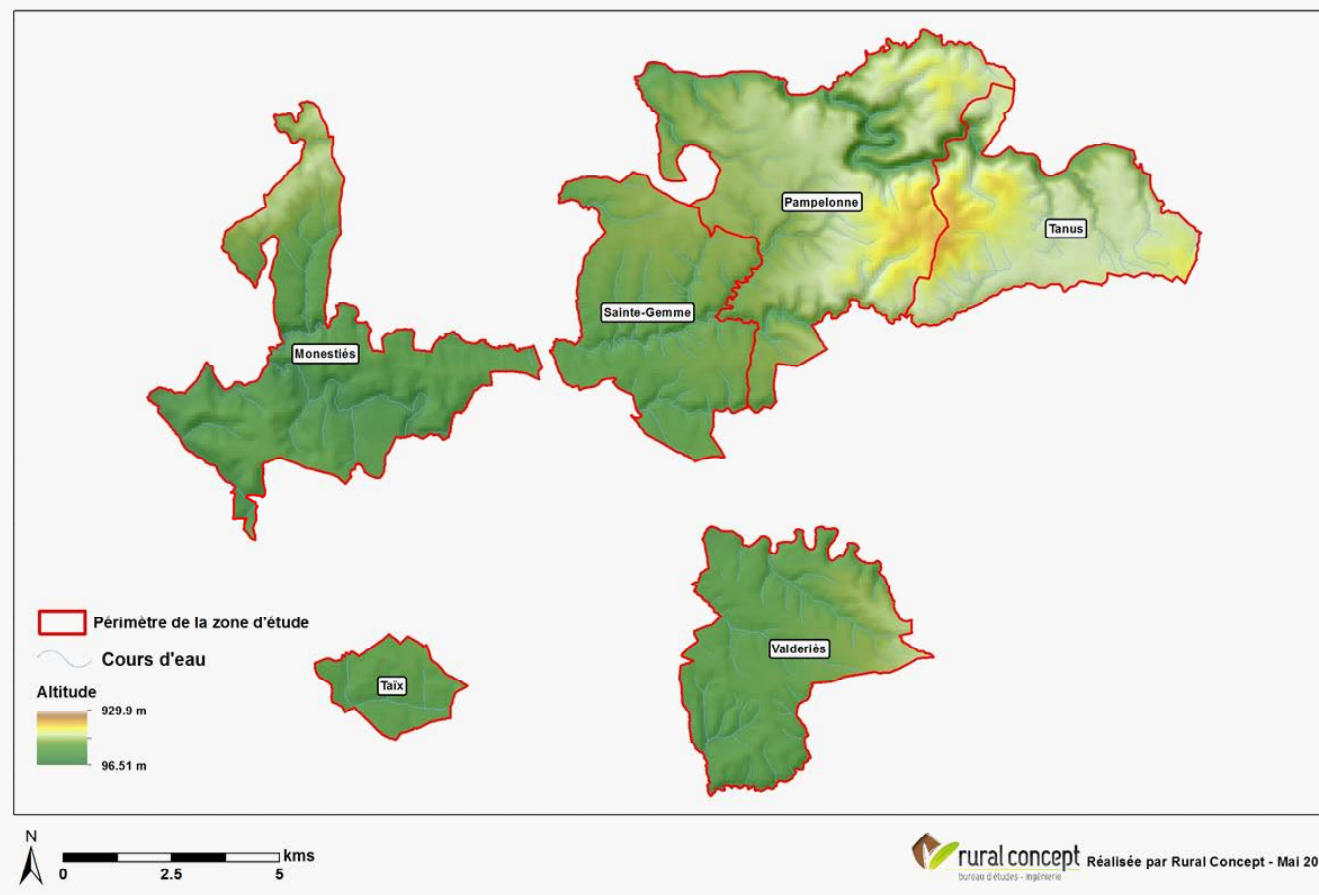 Pampelonne
Tanus
Sainte-Gemme
Monestiés
Périmètre de la zone d'étude
Cours d'eau
Altitude
929.9 m
96.51 m
Taïx
Valderiès
N
kms
0 2.5 5
rural concept
bureau d'études - ingénierie
Réalisée par Rural Concept - Mai 20